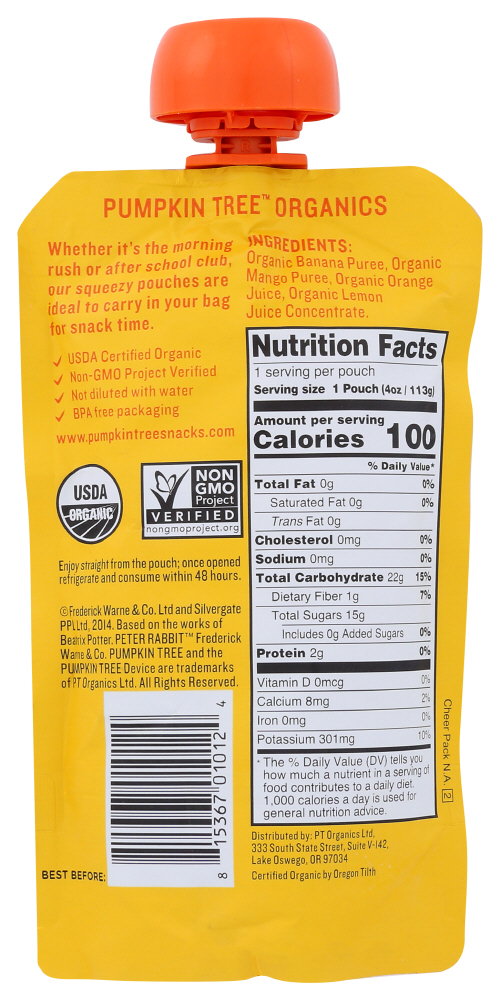 PUMPKIN TREE™ ORGANICS
Whether it's the morning
rush or after school club,
our squeezy pouches are
ideal to carry in your bag
for snack time.
✓ USDA Certified Organic
✓ Non-GMO Project Verified
✓ Not diluted with water
✓ BPA free packaging
www.pumpkintreesnacks.com
USDA
ORGANIC
NON
GMO
Project
VERIFIED
nongmoproject.org
Enjoy straight from the pouch; once opened
refrigerate and consume within 48 hours.
©Frederick Warne & Co. Ltd and Silvergate
PPL Ltd, 2014. Based on the works of
Beatrix Potter. PETER RABBIT™ Frederick
Warne & Co. PUMPKIN TREE and the
PUMPKIN TREE Device are trademarks
of PT Organics Ltd. All Rights Reserved.
8 15367 01012 4
BEST BEFORE:
INGREDIENTS:
Organic Banana Puree, Organic
Mango Puree, Organic Orange
Juice, Organic Lemon
Juice Concentrate.
Nutrition Facts
1 serving per pouch
Serving size 1 Pouch (4oz / 113g)
Amount per serving
Calories 100
% Daily Value*
Total Fat 0g 0%
Saturated Fat 0g 0%
Trans Fat 0g
Cholesterol 0mg 0%
Sodium 0mg 0%
Total Carbohydrate 22g 15%
Dietary Fiber 1g 7%
Total Sugars 15g
Includes 0g Added Sugars 0%
Protein 2g 0%
Vitamin D 0mcg 0%
Calcium 8mg 2%
Iron 0mg 0%
Potassium 301mg 10%
* The % Daily Value (DV) tells you
how much a nutrient in a serving of
food contributes to a daily diet.
1,000 calories a day is used for
general nutrition advice.
Cheer Pack N.A. 2
Distributed by: PT Organics Ltd,
333 South State Street, Suite V-142,
Lake Oswego, OR 97034
Certified Organic by Oregon Tilth